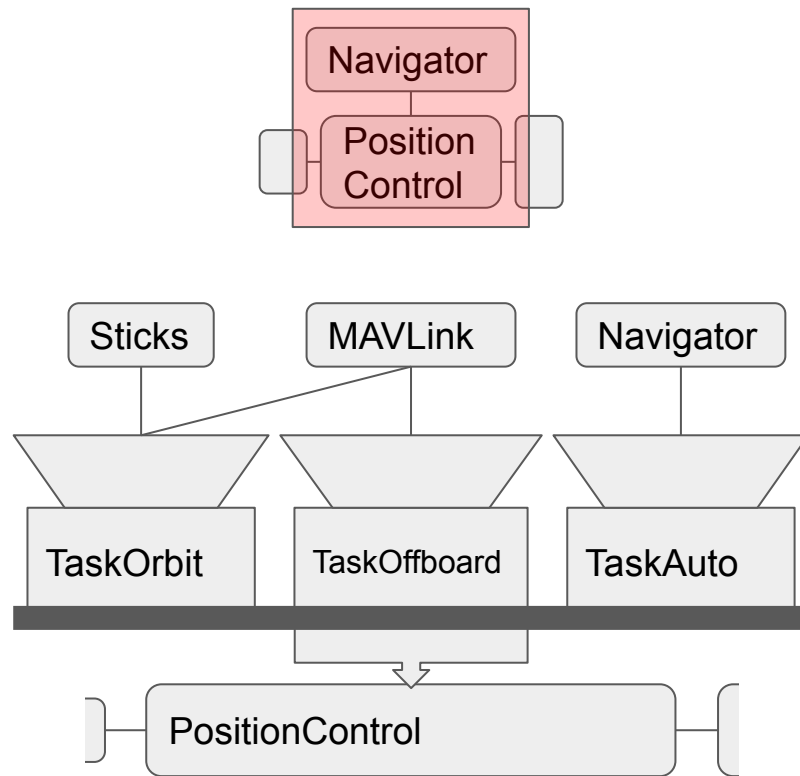 Navigator
Position
Control
Sticks
MAVLink
Navigator
TaskOrbit
TaskOffboard
TaskAuto
PositionControl